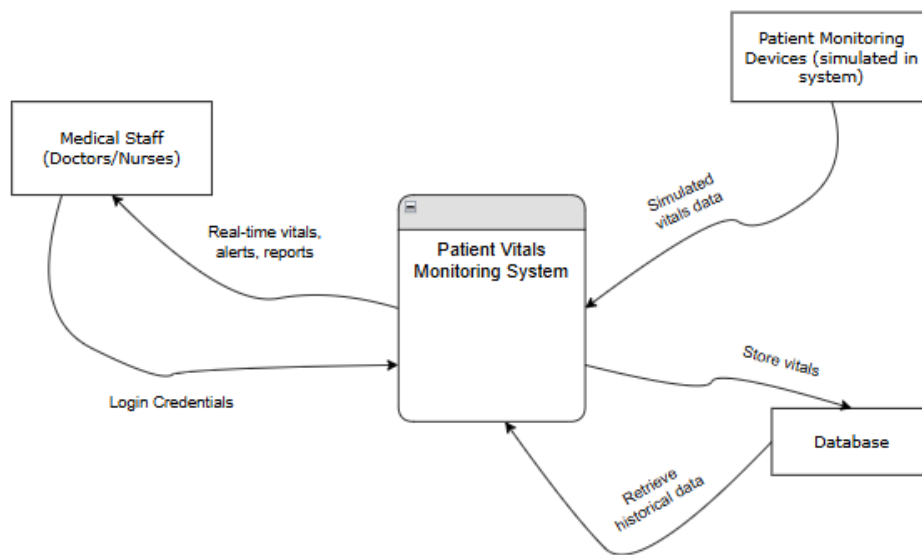 Patient Monitoring
Devices (simulated in
system)
Medical Staff
(Doctors/Nurses)
Simulated
vitals data
Real-time vitals,
alerts, reports
Patient Vitals
Monitoring System
Store vitals
Login Credentials
Database
Retrieve
historical data